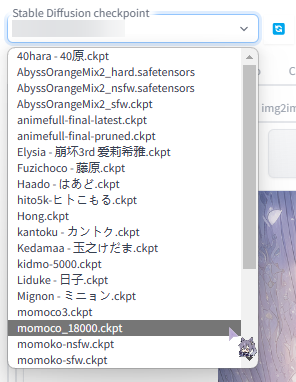 Stable Diffusion checkpoint
40hara - 40原.ckpt
AbyssOrangeMix2_hard.safetensors
AbyssOrangeMix2_nsfw.safetensors
AbyssOrangeMix2_sfw.ckpt
animefull-final-latest.ckpt
animefull-final-pruned.ckpt
Elysia - 崩坏3rd 爱莉希雅.ckpt
Fuzichoco - 藤原.ckpt
Haado - はあど.ckpt
hito5k-ヒトこもる.ckpt
Hong.ckpt
kantoku - カントク.ckpt
Kedamaa - 玉之けだま.ckpt
kidmo-5000.ckpt
Liduke - 日子.ckpt
Mignon - ミニョン.ckpt
momoco3.ckpt
momoco_18000.ckpt
momoko-nsfw.ckpt
momoko-sfw.ckpt
img2im